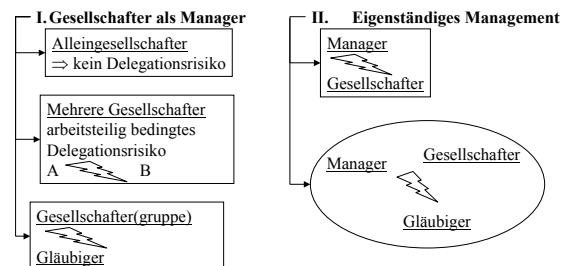 I. Gesellschafter als Manager
Alleingesellschafter
⇒ kein Delegationsrisiko
Mehrere Gesellschafter
arbeitsteilig bedingtes
Delegationsrisiko
A B
Gesellschafter(gruppe)
Gläubiger
II. Eigenständiges Management
Manager
Gesellschafter
Manager
Gesellschafter
Gläubiger